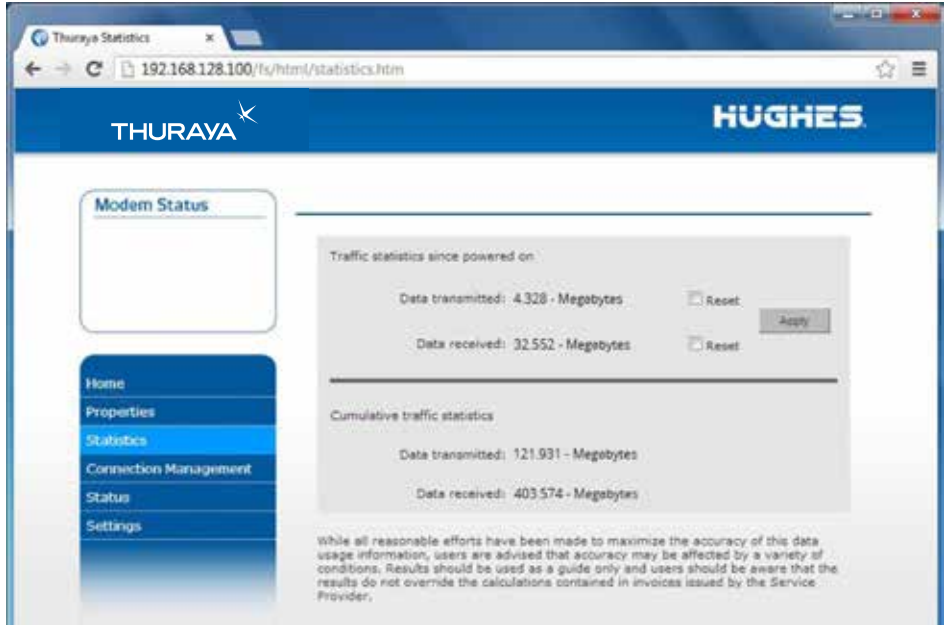 Thuraya Statistics
192.168.128.100/fs/html/statistics.htm
THURAYA
HUGHES
Modem Status
Traffic statistics since powered on
Data transmitted: 4.328 - Megabytes Reset
Apply
Data received: 32.552 - Megabytes Reset
Home
Properties
Statistics
Connection Management
Status
Settings
Cumulative traffic statistics
Data transmitted: 121.931 - Megabytes
Data received: 403.574 - Megabytes
While all reasonable efforts have been made to maximize the accuracy of this data
usage information, users are advised that accuracy may be affected by a variety of
conditions. Results should be used as a guide only and users should be aware that the
results do not override the calculations contained in invoices issued by the Service
Provider.